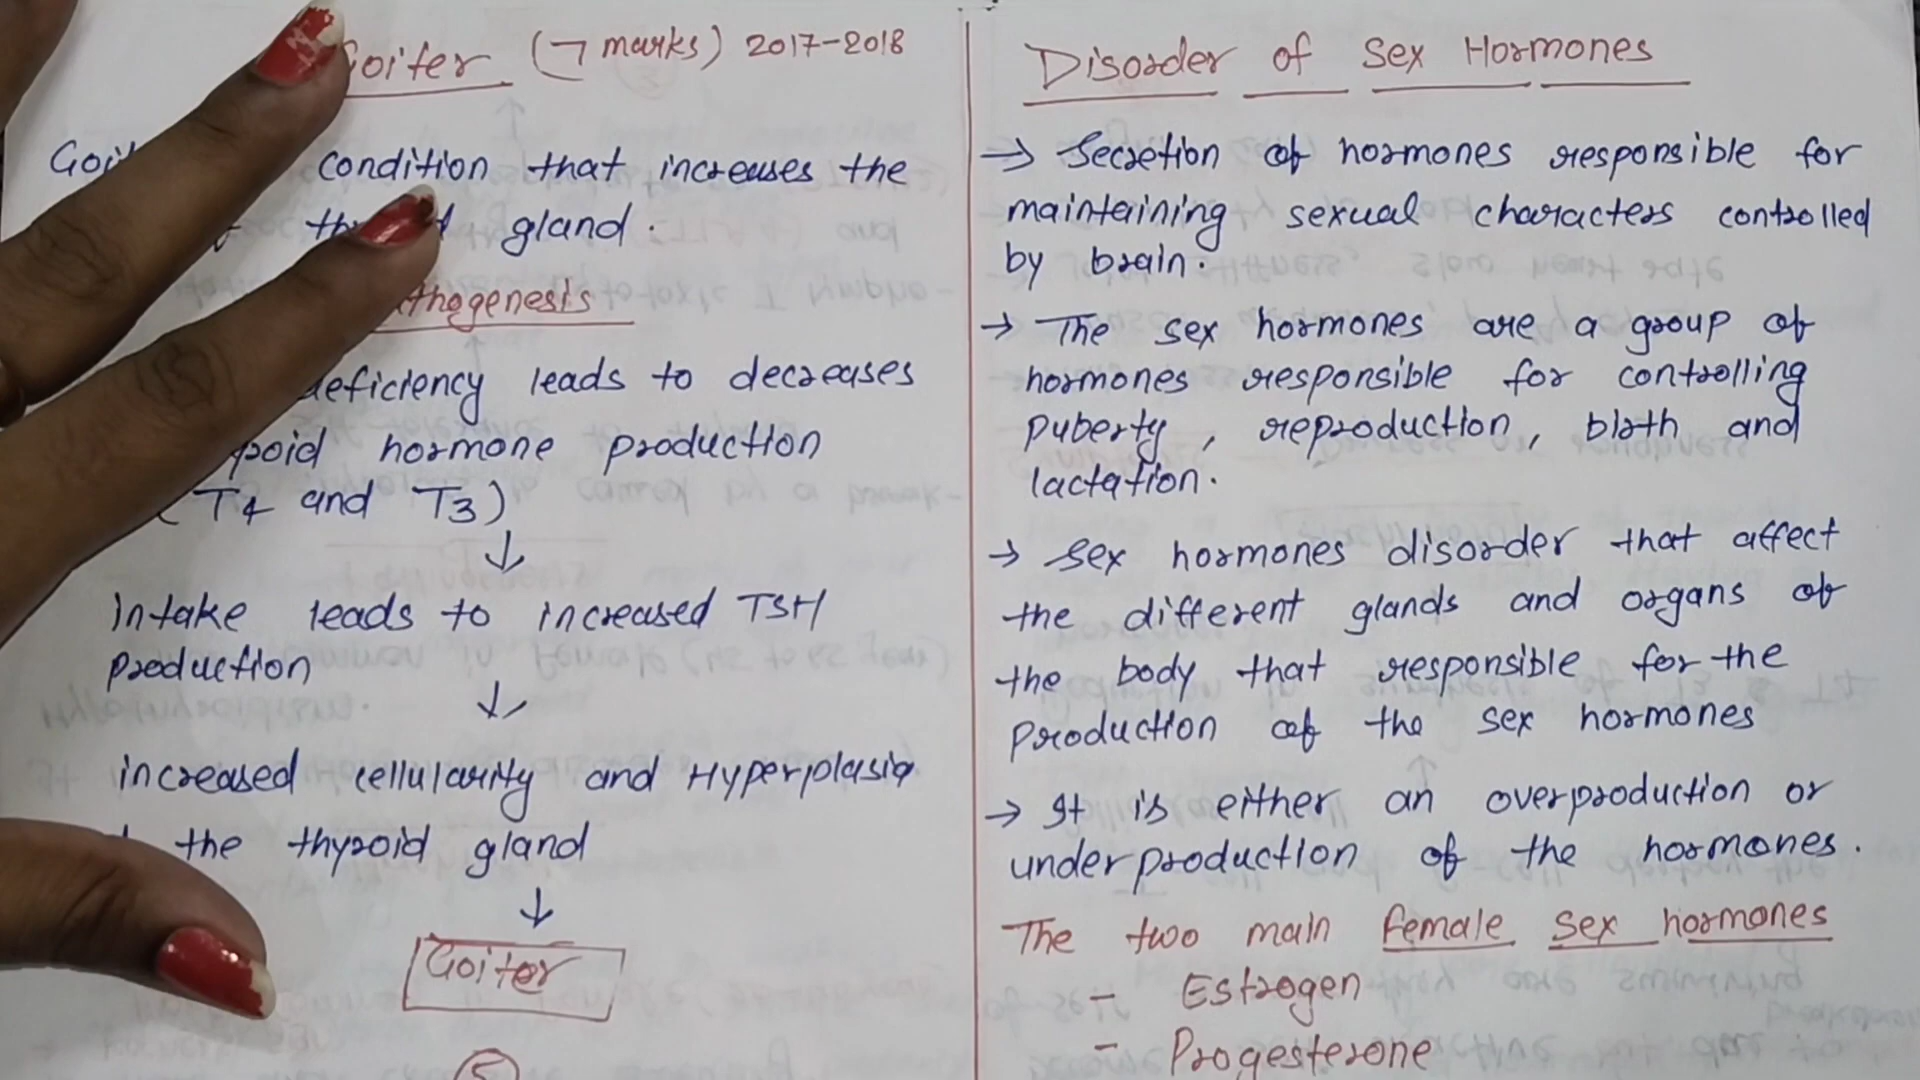 Goiter (7 marks) 2017-2018
condition that increases the
gland.
deficiency leads to decreases
hormone production
(T4 and T3)
↓
Intake leads to increased TSH
production
↓
increased cellularity and Hyperplasia
the thyroid gland
↓
Goiter
5
Disorder of Sex Hormones
→ Secretion of hormones responsible for
maintaining sexual characters controlled
by brain.
→ The sex hormones are a group of
hormones responsible for controlling
puberty, reproduction, birth and
lactation.
→ Sex hormones disorder that affect
the different glands and organs of
the body that responsible for the
production of the sex hormones
→ It is either an overproduction or
underproduction of the hormones.
The two main female sex hormones
- Estrogen
- Progesterone